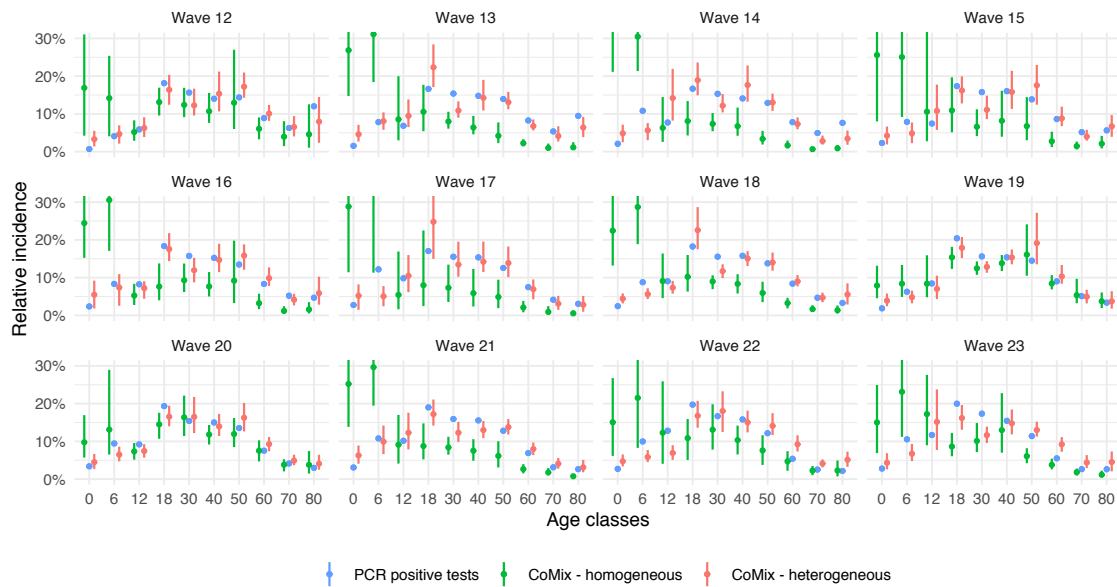 Wave 12 Wave 13 Wave 14 Wave 15
30%
20%
10%
0%
Wave 16 Wave 17 Wave 18 Wave 19
30%
20%
10%
0%
Wave 20 Wave 21 Wave 22 Wave 23
30%
20%
10%
0%
Relative incidence
0 6 12 18 30 40 50 60 70 80 0 6 12 18 30 40 50 60 70 80 0 6 12 18 30 40 50 60 70 80 0 6 12 18 30 40 50 60 70 80
Age classes
PCR positive tests CoMix - homogeneous CoMix - heterogeneous